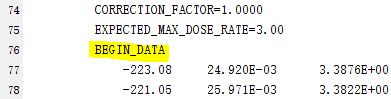 74 CORRECTION_FACTOR=1.0000
75 EXPECTED_MAX_DOSE_RATE=3.00
76 BEGIN_DATA
77 -223.08 24.920E-03 3.3876E+00
78 -221.05 25.971E-03 3.3822E+00